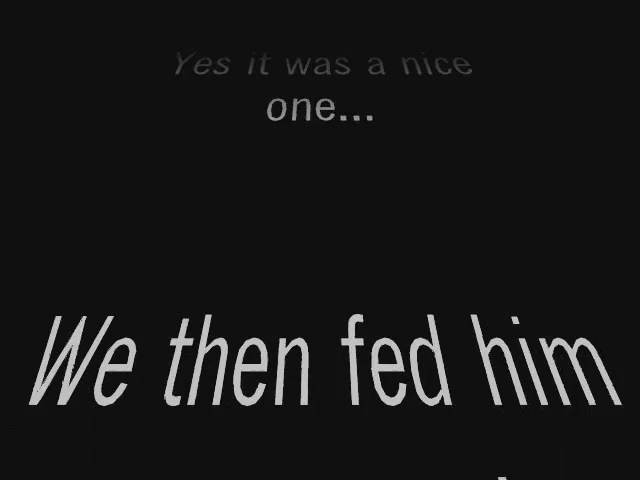 Yes it was a nice
one...
We then fed him